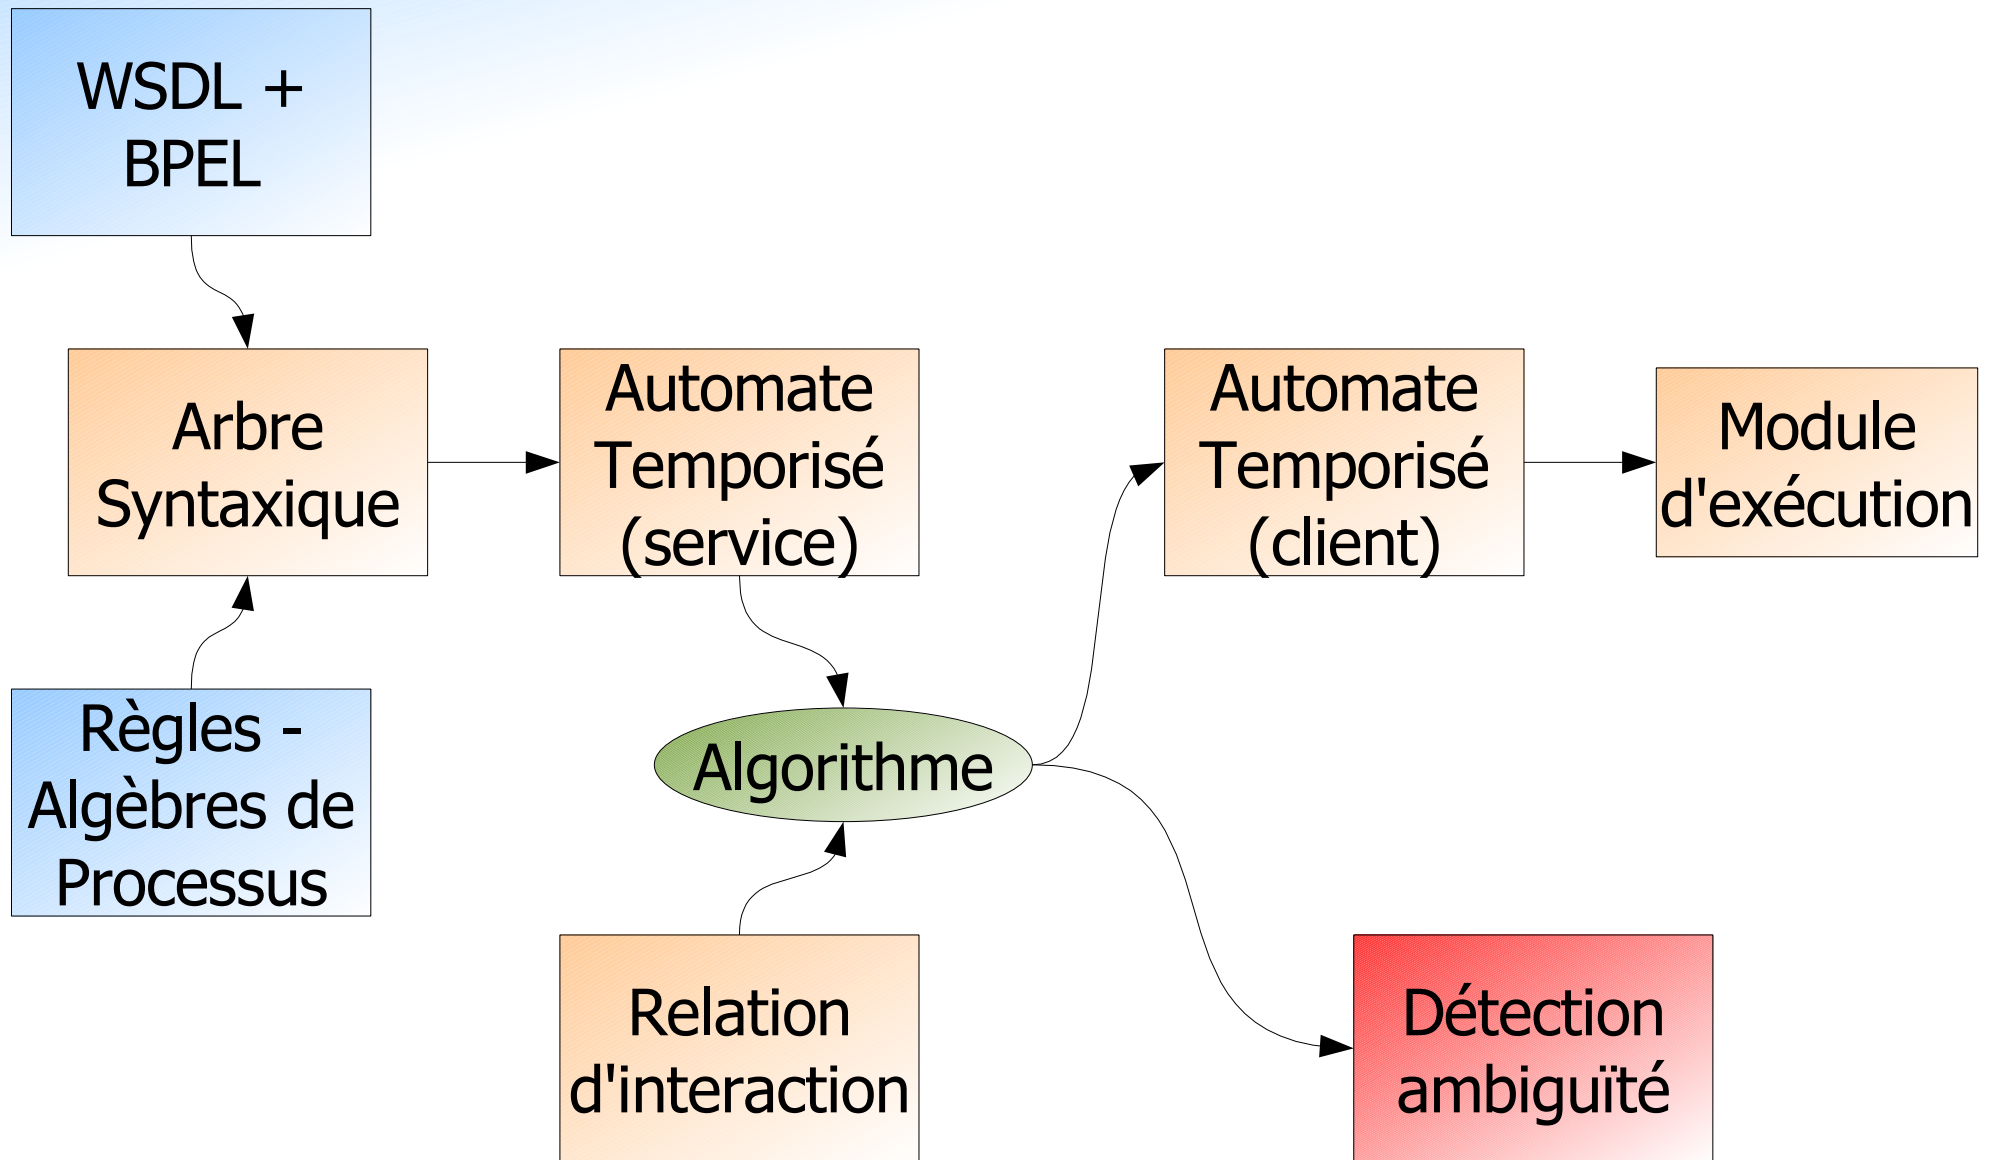 WSDL +
BPEL
Arbre
Syntaxique
Automate
Temporisé
(service)
Automate
Temporisé
(client)
Module
d'exécution
Règles -
Algèbres de
Processus
Algorithme
Relation
d'interaction
Détection
ambiguïté